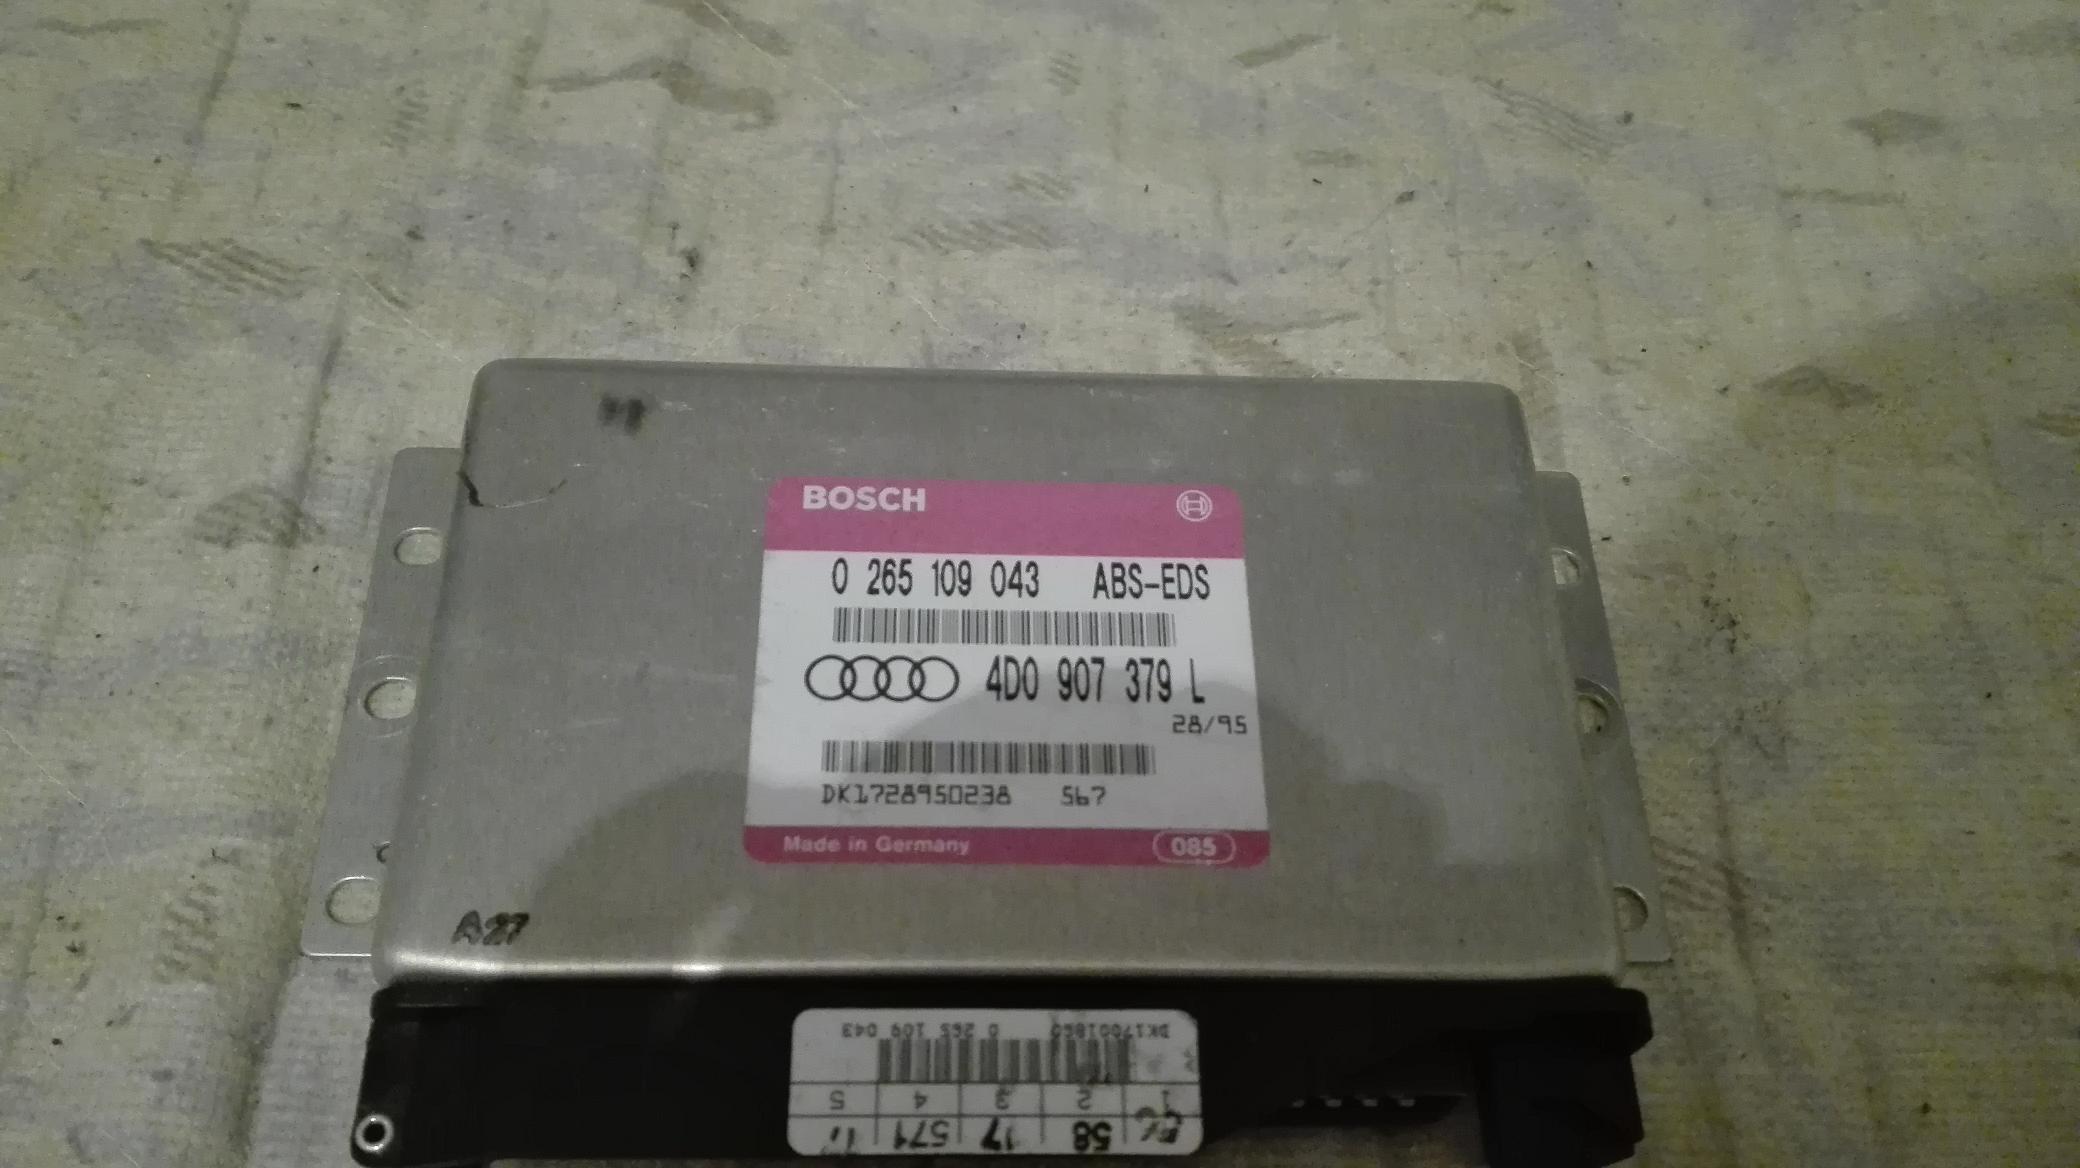 BOSCH
0 265 109 043 ABS-EDS
4D0 907 379 L
28/95
DK1728950238 567
Made in Germany 085
A27
DK17001860 0 265 109 043
1 2 3 4 5
58 17 571